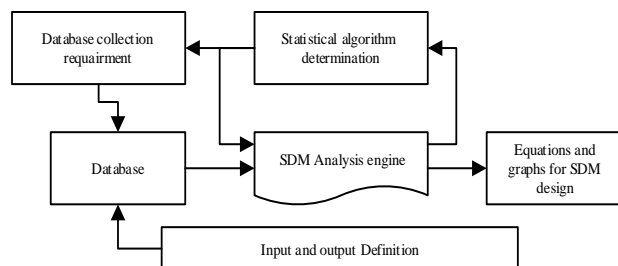 Database collection
requairment
Statistical algorithm
determination
Database
SDM Analysis engine
Equations and
graphs for SDM
design
Input and output Definition